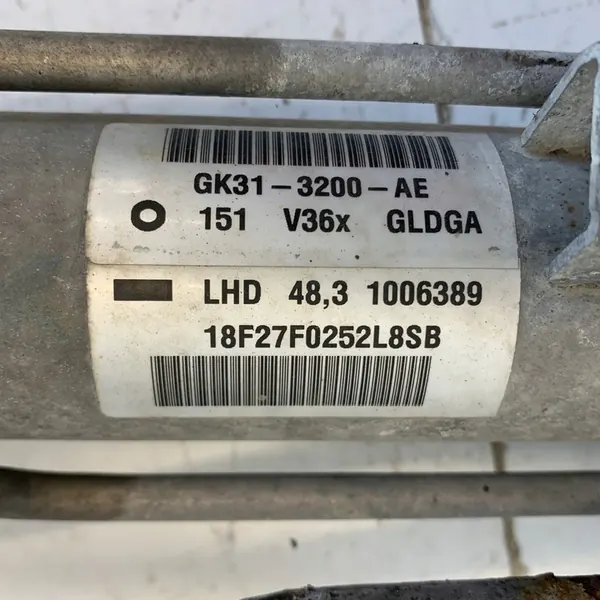 GK31-3200-AE
151 V36x GLDGA
LHD 48,3 1006389
18F27F0252L8SB